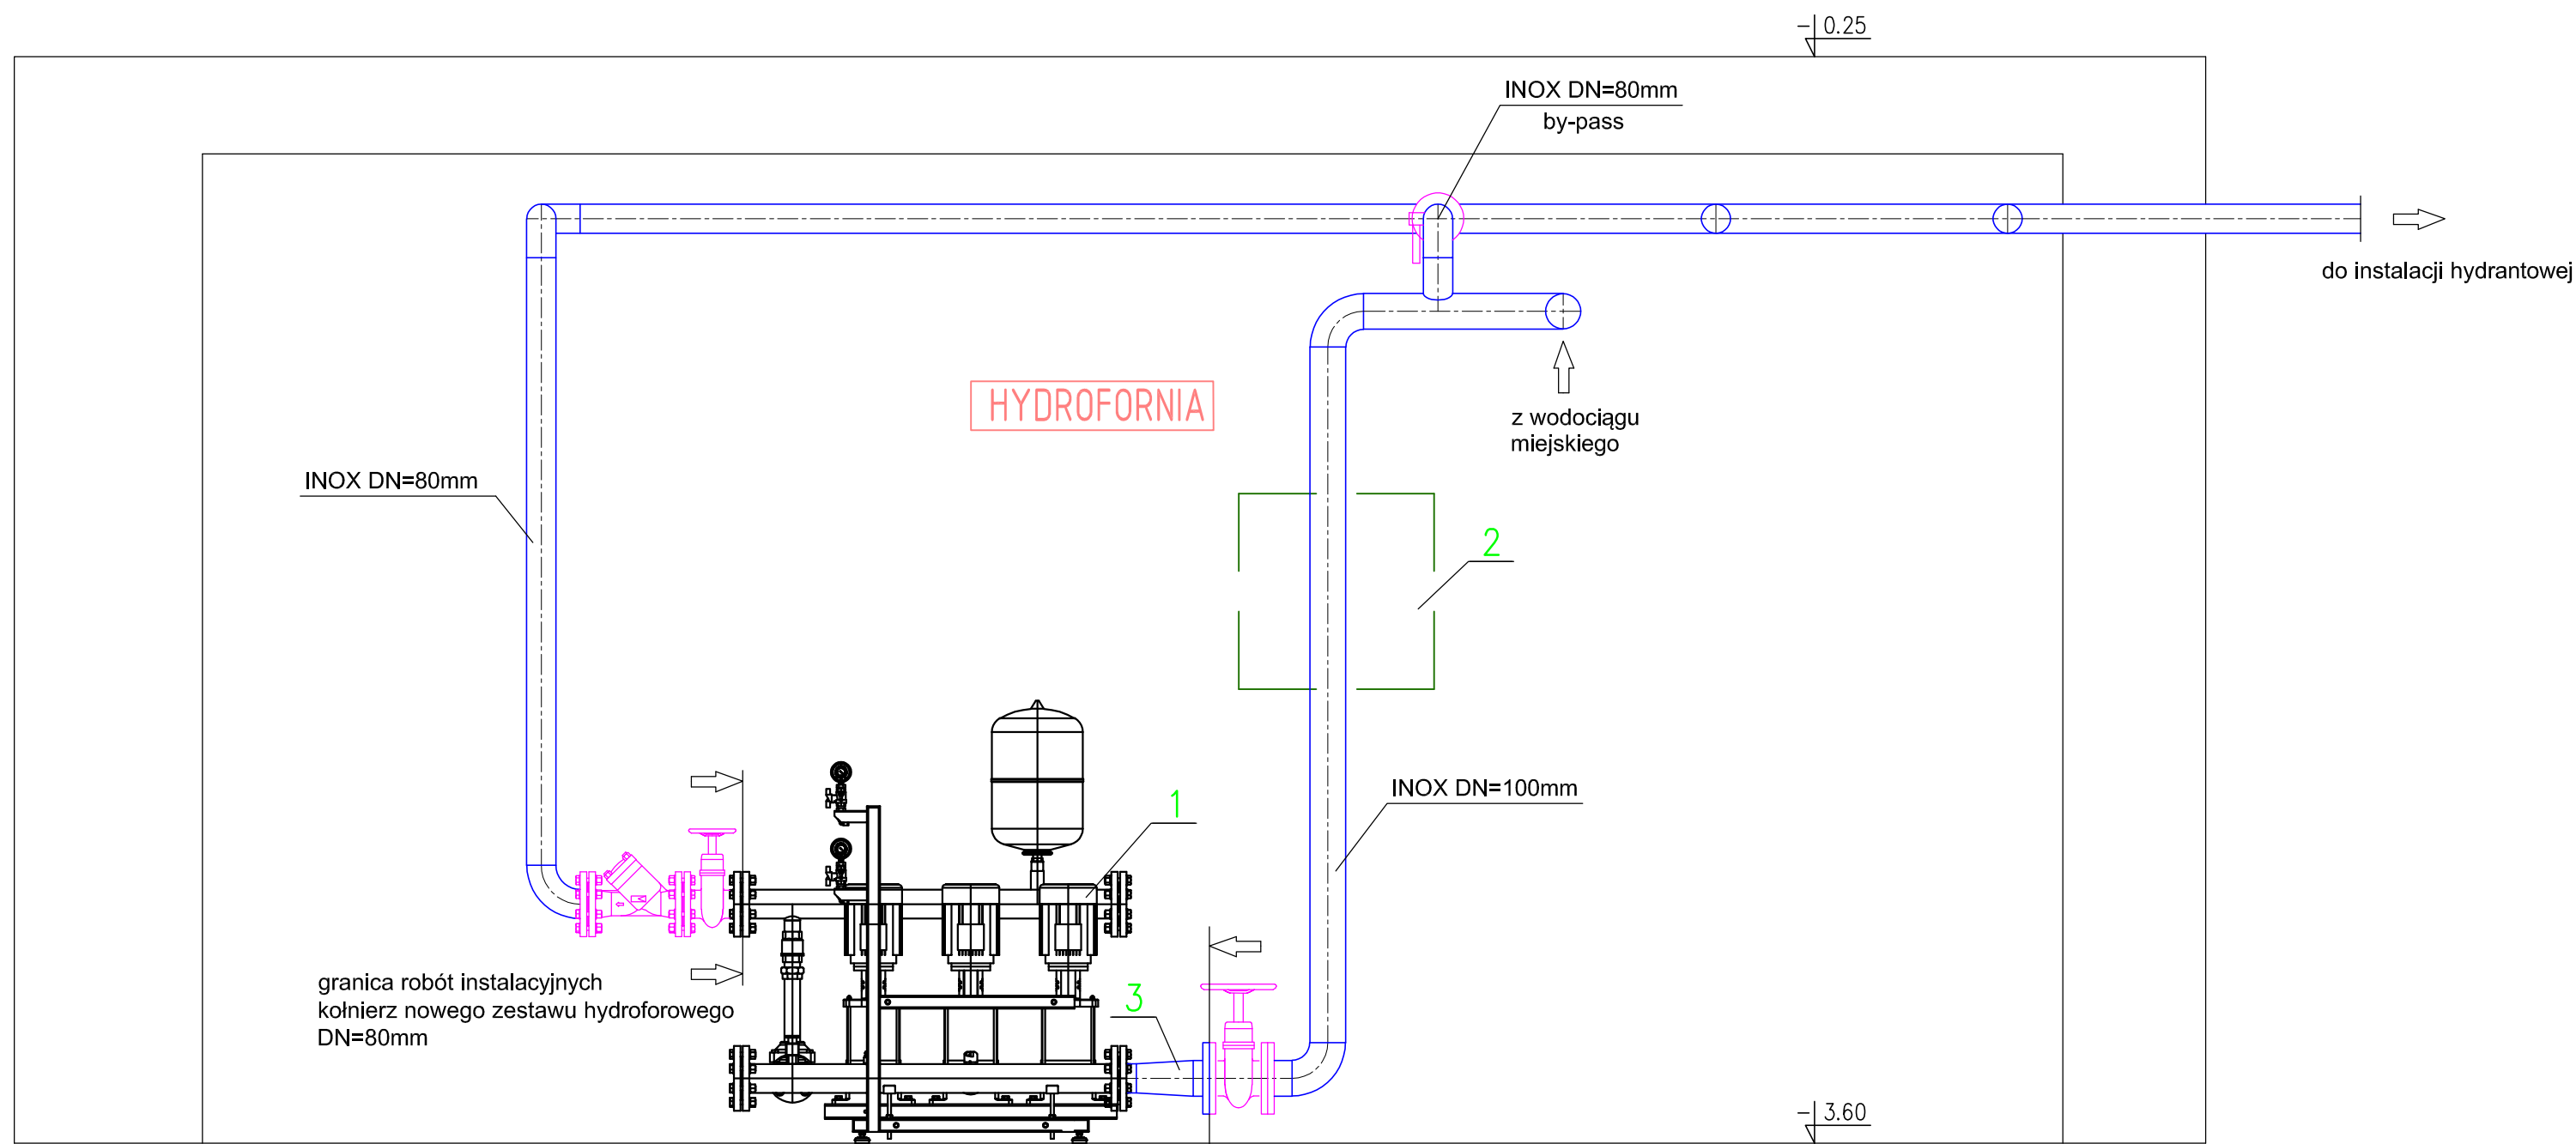 - 0.25
INOX DN=80mm
by-pass
do instalacji hydrantowej
HYDROFORNIA
z wodociągu
miejskiego
INOX DN=80mm
2
INOX DN=100mm
1
granica robót instalacyjnych
kołnierz nowego zestawu hydroforowego
DN=80mm
3
- 3.60